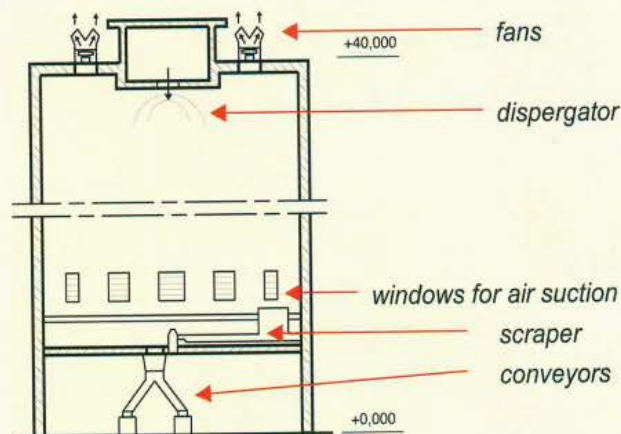 fans
+40,000
dispergator
windows for air suction
scraper
conveyors
+0,000